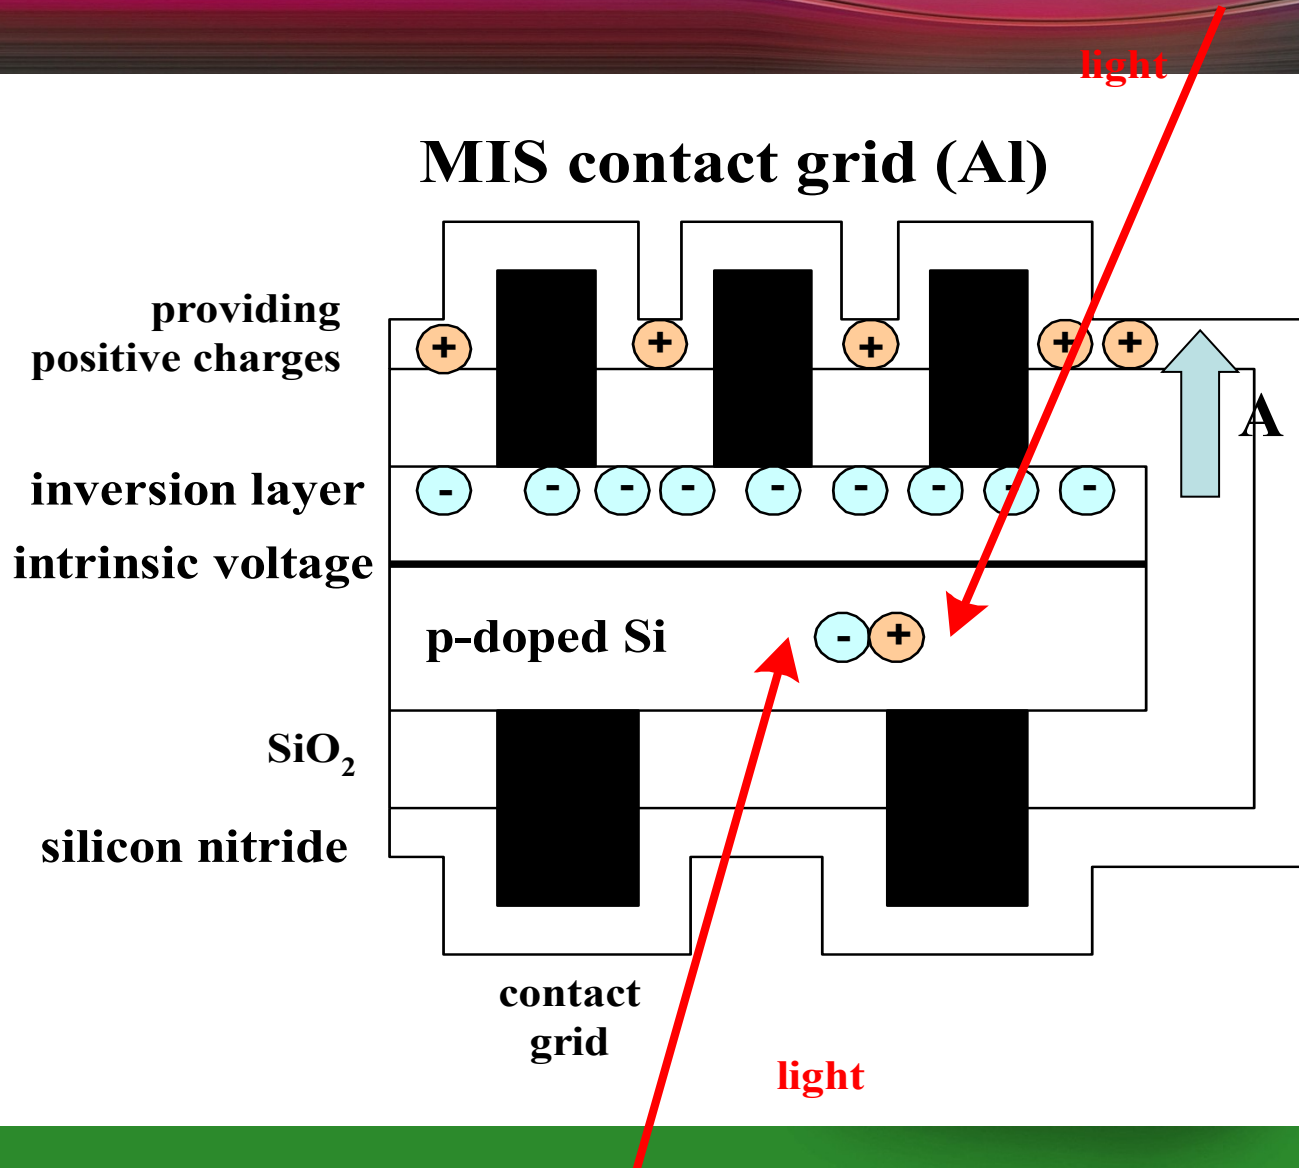 light
MIS contact grid (Al)
providing
positive charges
+ + + + +
A
inversion layer
- - - - - - - - -
intrinsic voltage
p-doped Si
- +
SiO₂
silicon nitride
contact
grid
light